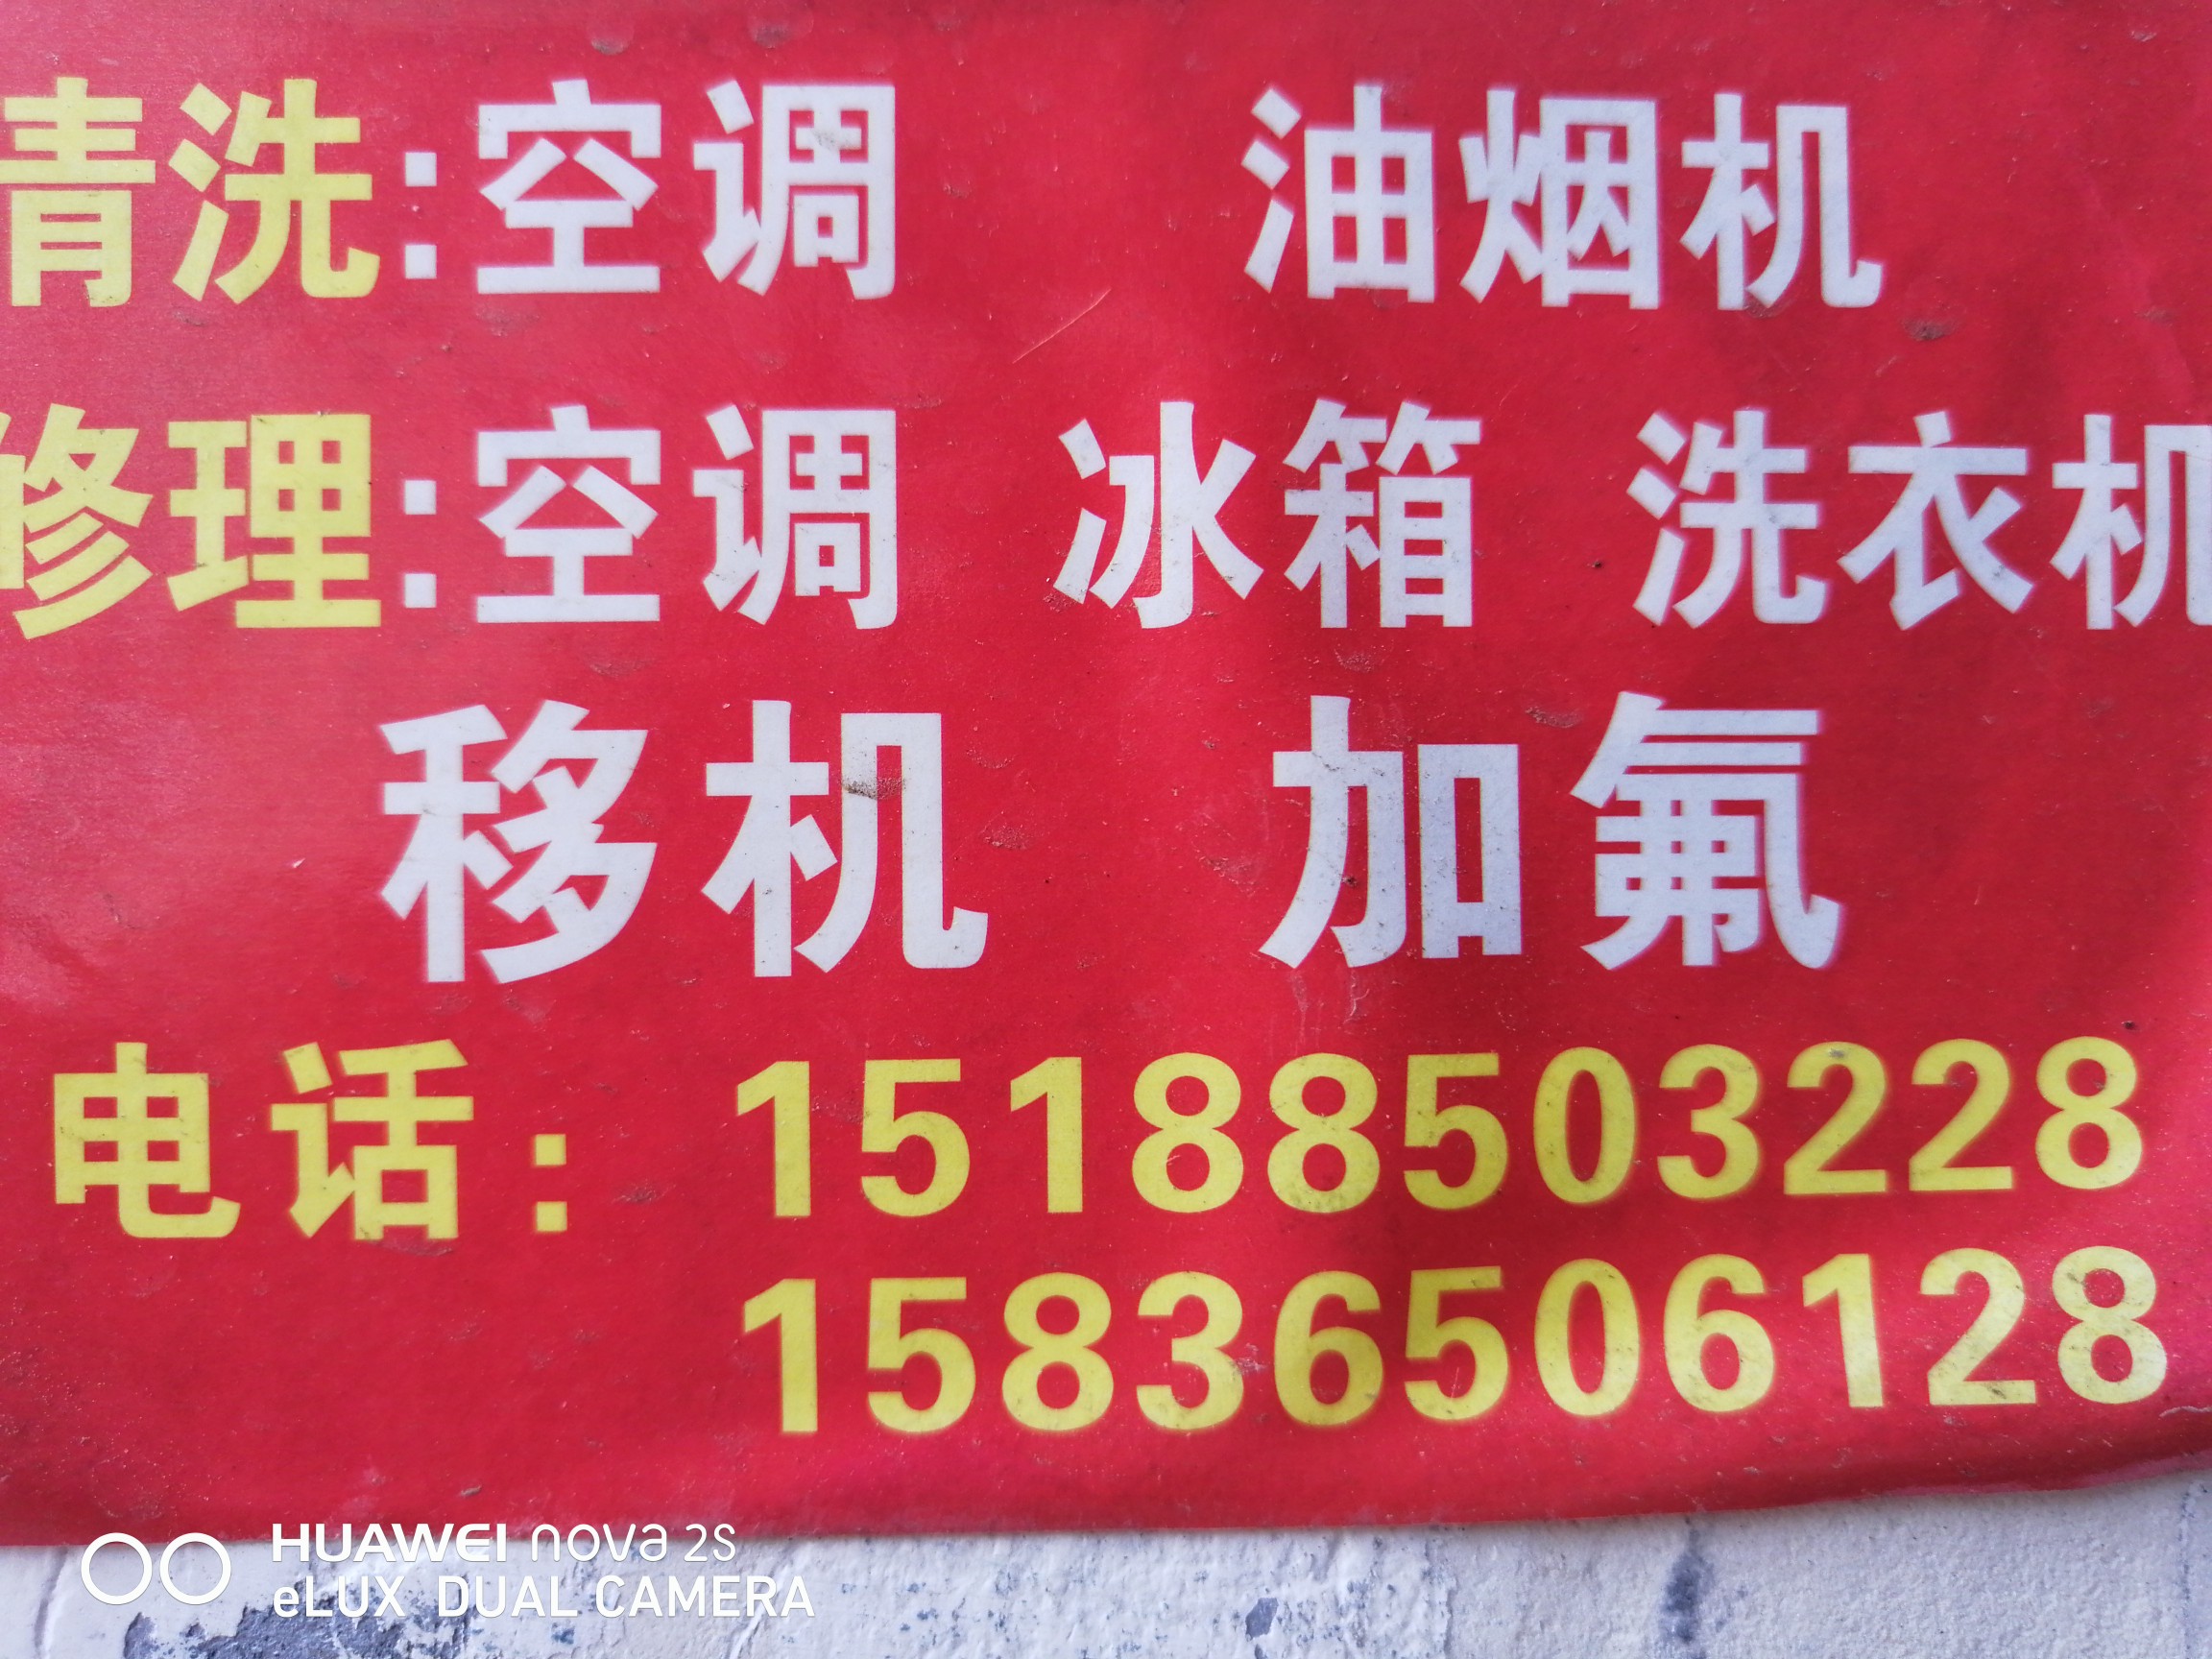 清洗:空调 油烟机
修理:空调 冰箱 洗衣机
移机 加氟
电话: 15188503228
15836506128
HUAWEI nova 2s
eLUX DUAL CAMERA